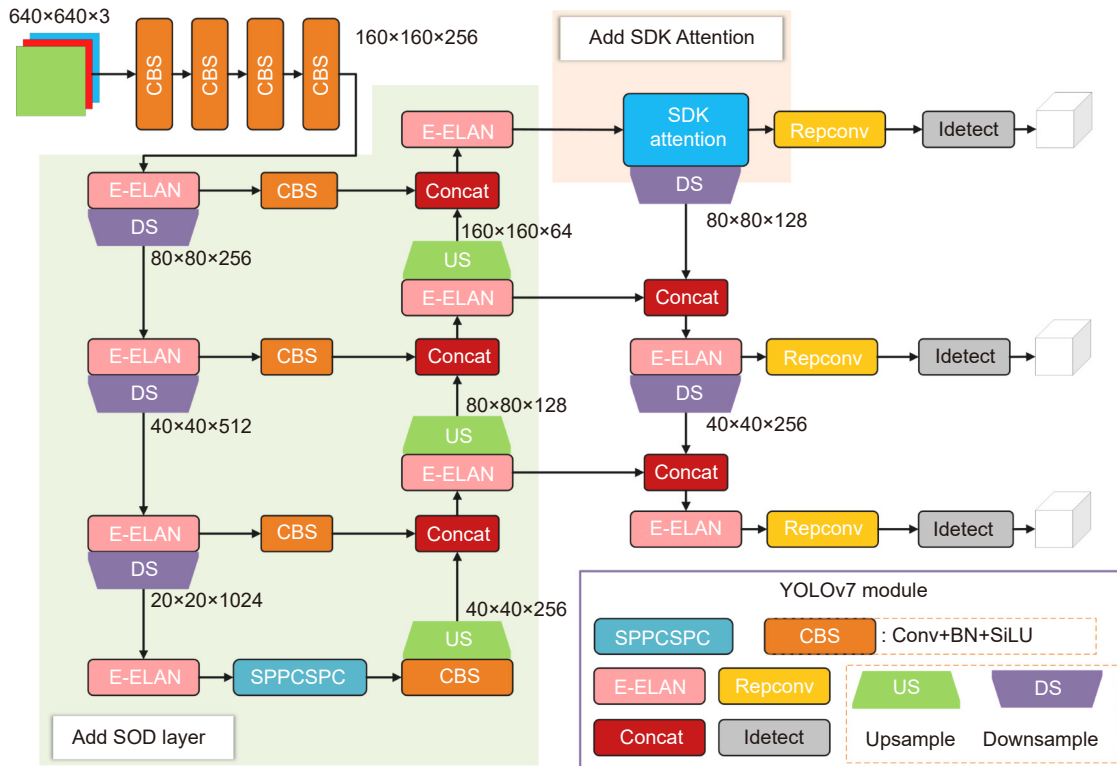 640×640×3
CBS
CBS
CBS
CBS
160×160×256
Add SDK Attention
E-ELAN
SDK
attention
Repconv
Idetect
E-ELAN
CBS
Concat
DS
DS
80×80×256
160×160×64
80×80×128
US
E-ELAN
Concat
E-ELAN
CBS
Concat
E-ELAN
Repconv
Idetect
DS
DS
40×40×512
80×80×128
40×40×256
US
E-ELAN
Concat
E-ELAN
CBS
Concat
E-ELAN
Repconv
Idetect
DS
20×20×1024
40×40×256
US
E-ELAN
SPPCSPC
CBS
Add SOD layer
YOLOv7 module
SPPCSPC
CBS
: Conv+BN+SiLU
E-ELAN
Repconv
US
DS
Concat
Idetect
Upsample
Downsample